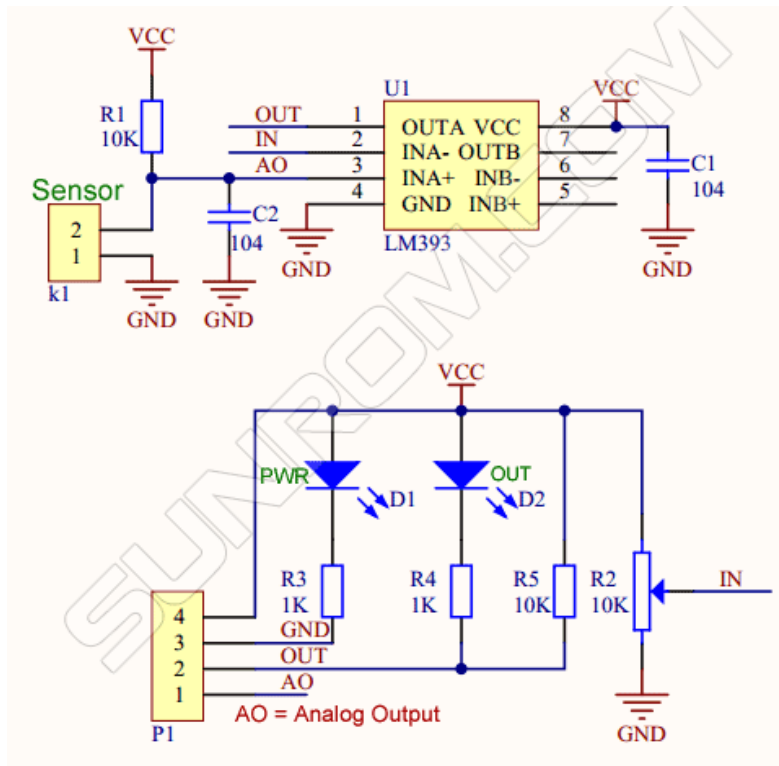 VCC
R1
10K
Sensor
2
1
k1
GND
C2
104
GND
OUT
IN
AO
1
2
3
4
GND
U1
OUTA VCC
INA- OUTB
INA+ INB-
GND INB+
LM393
8
7
6
5
VCC
C1
104
GND
SUNROM.COM
VCC
PWR
D1
OUT
D2
R3
1K
R4
1K
R5
10K
R2
10K
IN
GND
4
3
2
1
P1
GND
OUT
AO
AO = Analog Output